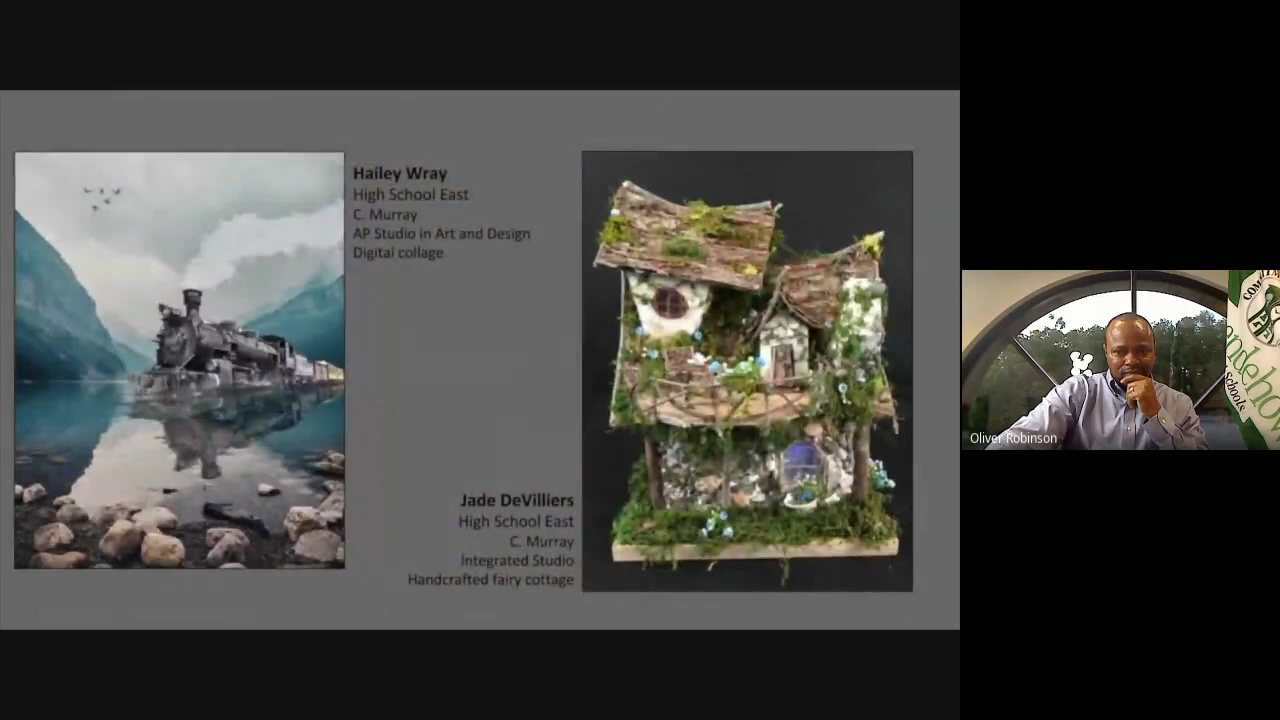 Hailey Wray
High School East
C. Murray
AP Studio in Art and Design
Digital collage
Jade DeVilliers
High School East
C. Murray
Integrated Studio
Handcrafted fairy cottage
Oliver Robinson
schools